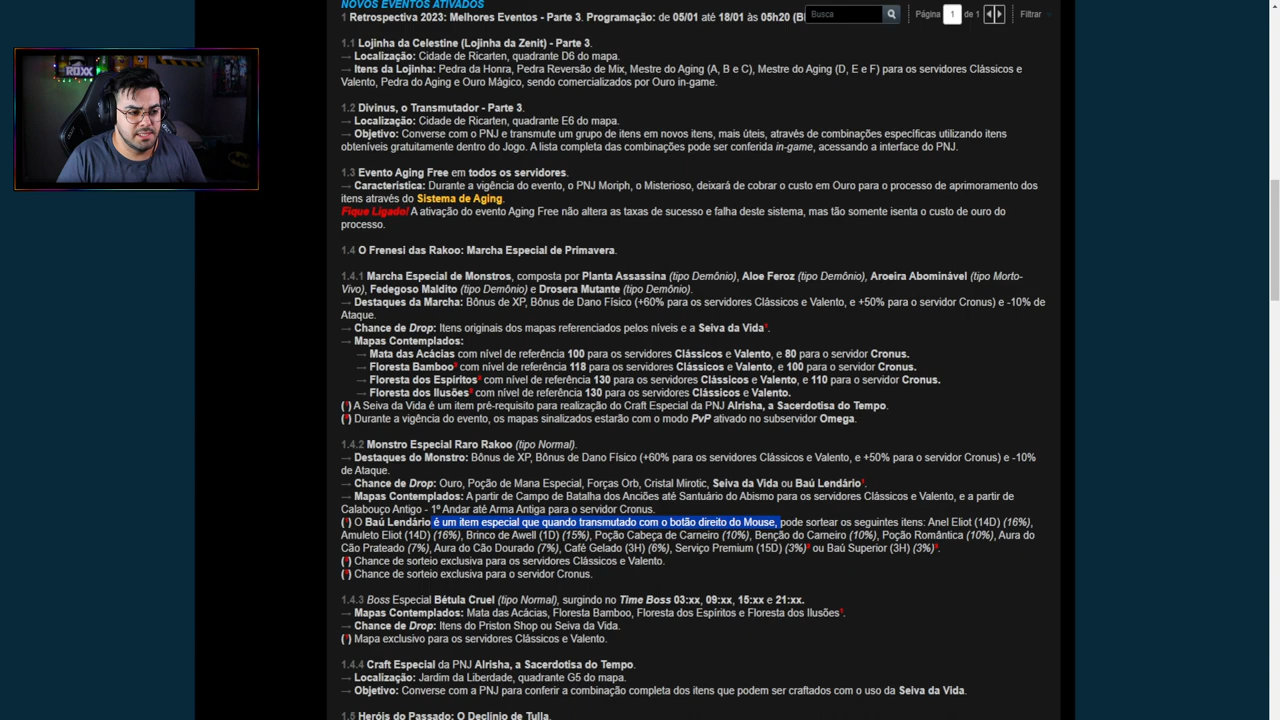 NOVOS EVENTOS ATIVADOS
1 Retrospectiva 2023: Melhores Eventos - Parte 3. Programação: de 05/01 até 18/01 às 05h20 (B
Busca
Página 1 de 1
Filtrar
ROXX
1.1 Lojinha da Celestine (Lojinha da Zenit) - Parte 3.
→ Localização: Cidade de Ricarten, quadrante D6 do mapa.
→ Itens da Lojinha: Pedra da Honra, Pedra Reversão de Mix, Mestre do Aging (A, B e C), Mestre do Aging (D, E e F) para os servidores Clássicos e
Valento, Pedra do Aging e Ouro Mágico, sendo comercializados por Ouro in-game.
1.2 Divinus, o Transmutador - Parte 3.
→ Localização: Cidade de Ricarten, quadrante E6 do mapa.
→ Objetivo: Converse com o PNJ e transmute um grupo de itens em novos itens, mais úteis, através de combinações específicas utilizando itens
obteníveis gratuitamente dentro do Jogo. A lista completa das combinações pode ser conferida in-game, acessando a interface do PNJ.
1.3 Evento Aging Free em todos os servidores.
→ Característica: Durante a vigência do evento, o PNJ Moriph, o Misterioso, deixará de cobrar o custo em Ouro para o processo de aprimoramento dos
itens através do Sistema de Aging.
Fique Ligado! A ativação do evento Aging Free não altera as taxas de sucesso e falha deste sistema, mas tão somente isenta o custo de ouro do
processo.
1.4 O Frenesi das Rakoo: Marcha Especial de Primavera.
1.4.1 Marcha Especial de Monstros, composta por Planta Assassina (tipo Demônio), Aloe Feroz (tipo Demônio), Aroeira Abominável (tipo Morto-
Vivo), Fedegoso Maldito (tipo Demônio) e Drosera Mutante (tipo Demônio).
→ Destaques da Marcha: Bônus de XP, Bônus de Dano Físico (+60% para os servidores Clássicos e Valento, e +50% para o servidor Cronus) e -10% de
Ataque.
→ Chance de Drop: Itens originais dos mapas referenciados pelos níveis e a Seiva da Vida¹.
→ Mapas Contemplados:
→ Mata das Acácias com nível de referência 100 para os servidores Clássicos e Valento, e 80 para o servidor Cronus.
→ Floresta Bamboo² com nível de referência 118 para os servidores Clássicos e Valento, e 100 para o servidor Cronus.
→ Floresta dos Espíritos² com nível de referência 130 para os servidores Clássicos e Valento, e 110 para o servidor Cronus.
→ Floresta dos Ilusões² com nível de referência 130 para os servidores Clássicos e Valento.
(¹) A Seiva da Vida é um item pré-requisito para realização do Craft Especial da PNJ Alrisha, a Sacerdotisa do Tempo.
(²) Durante a vigência do evento, os mapas sinalizados estarão com o modo PvP ativado no subservidor Omega.
1.4.2 Monstro Especial Raro Rakoo (tipo Normal).
→ Destaques do Monstro: Bônus de XP, Bônus de Dano Físico (+60% para os servidores Clássicos e Valento, e +50% para o servidor Cronus) e -10%
de Ataque.
→ Chance de Drop: Ouro, Poção de Mana Especial, Forças Orb, Cristal Mirotic, Seiva da Vida ou Baú Lendário¹.
→ Mapas Contemplados: A partir de Campo de Batalha dos Anciões até Santuário do Abismo para os servidores Clássicos e Valento, e a partir de
Calabouço Antigo - 1º Andar até Arma Antiga para o servidor Cronus.
(¹) O Baú Lendário é um item especial que quando transmutado com o botão direito do Mouse, pode sortear os seguintes itens: Anel Eliot (14D) (16%),
Amuleto Eliot (14D) (16%), Brinco de Awell (1D) (15%), Poção Cabeça de Carneiro (10%), Benção do Carneiro (10%), Poção Romântica (10%), Aura do
Cão Prateado (7%), Aura do Cão Dourado (7%), Café Gelado (3H) (6%), Serviço Premium (15D) (3%)² ou Baú Superior (3H) (3%)³.
(²) Chance de sorteio exclusiva para os servidores Clássicos e Valento.
(³) Chance de sorteio exclusiva para o servidor Cronus.
1.4.3 Boss Especial Bétula Cruel (tipo Normal), surgindo no Time Boss 03:xx, 09:xx, 15:xx e 21:xx.
→ Mapas Contemplados: Mata das Acácias, Floresta Bamboo, Floresta dos Espíritos e Floresta dos Ilusões¹.
→ Chance de Drop: Itens do Priston Shop ou Seiva da Vida.
(¹) Mapa exclusivo para os servidores Clássicos e Valento.
1.4.4 Craft Especial da PNJ Alrisha, a Sacerdotisa do Tempo.
→ Localização: Jardim da Liberdade, quadrante G5 do mapa.
→ Objetivo: Converse com a PNJ para conferir a combinação completa dos itens que podem ser craftados com o uso da Seiva da Vida.
1.5 Heróis do Passado: O Declínio de Tulla.